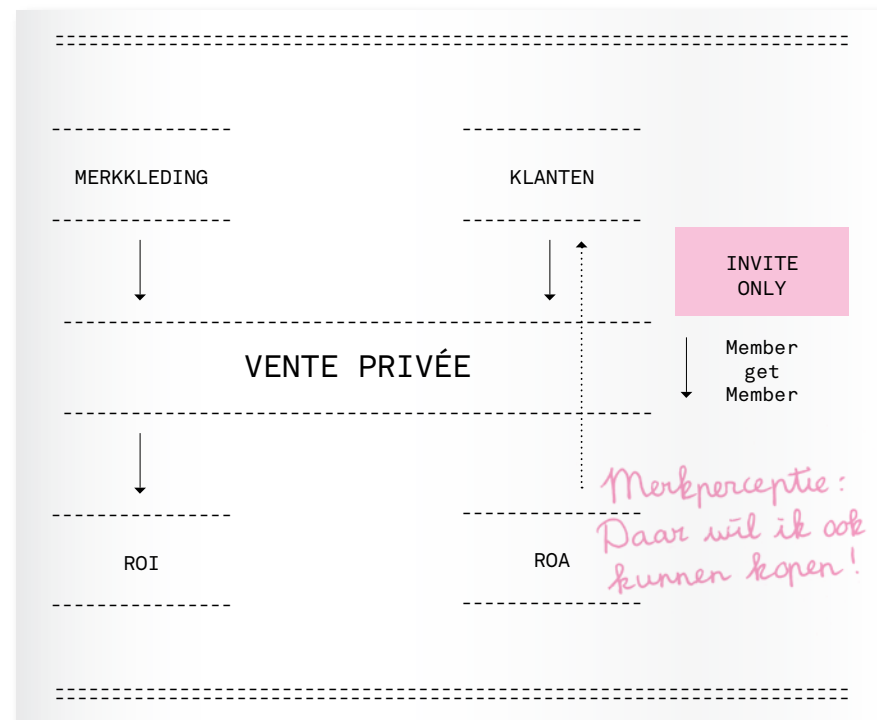 MERKKLEDING
KLANTEN
INVITE
ONLY
VENTE PRIVÉE
Member
get
Member
Merkperceptie:
Daar wil ik ook
kunnen kopen!
ROI
ROA